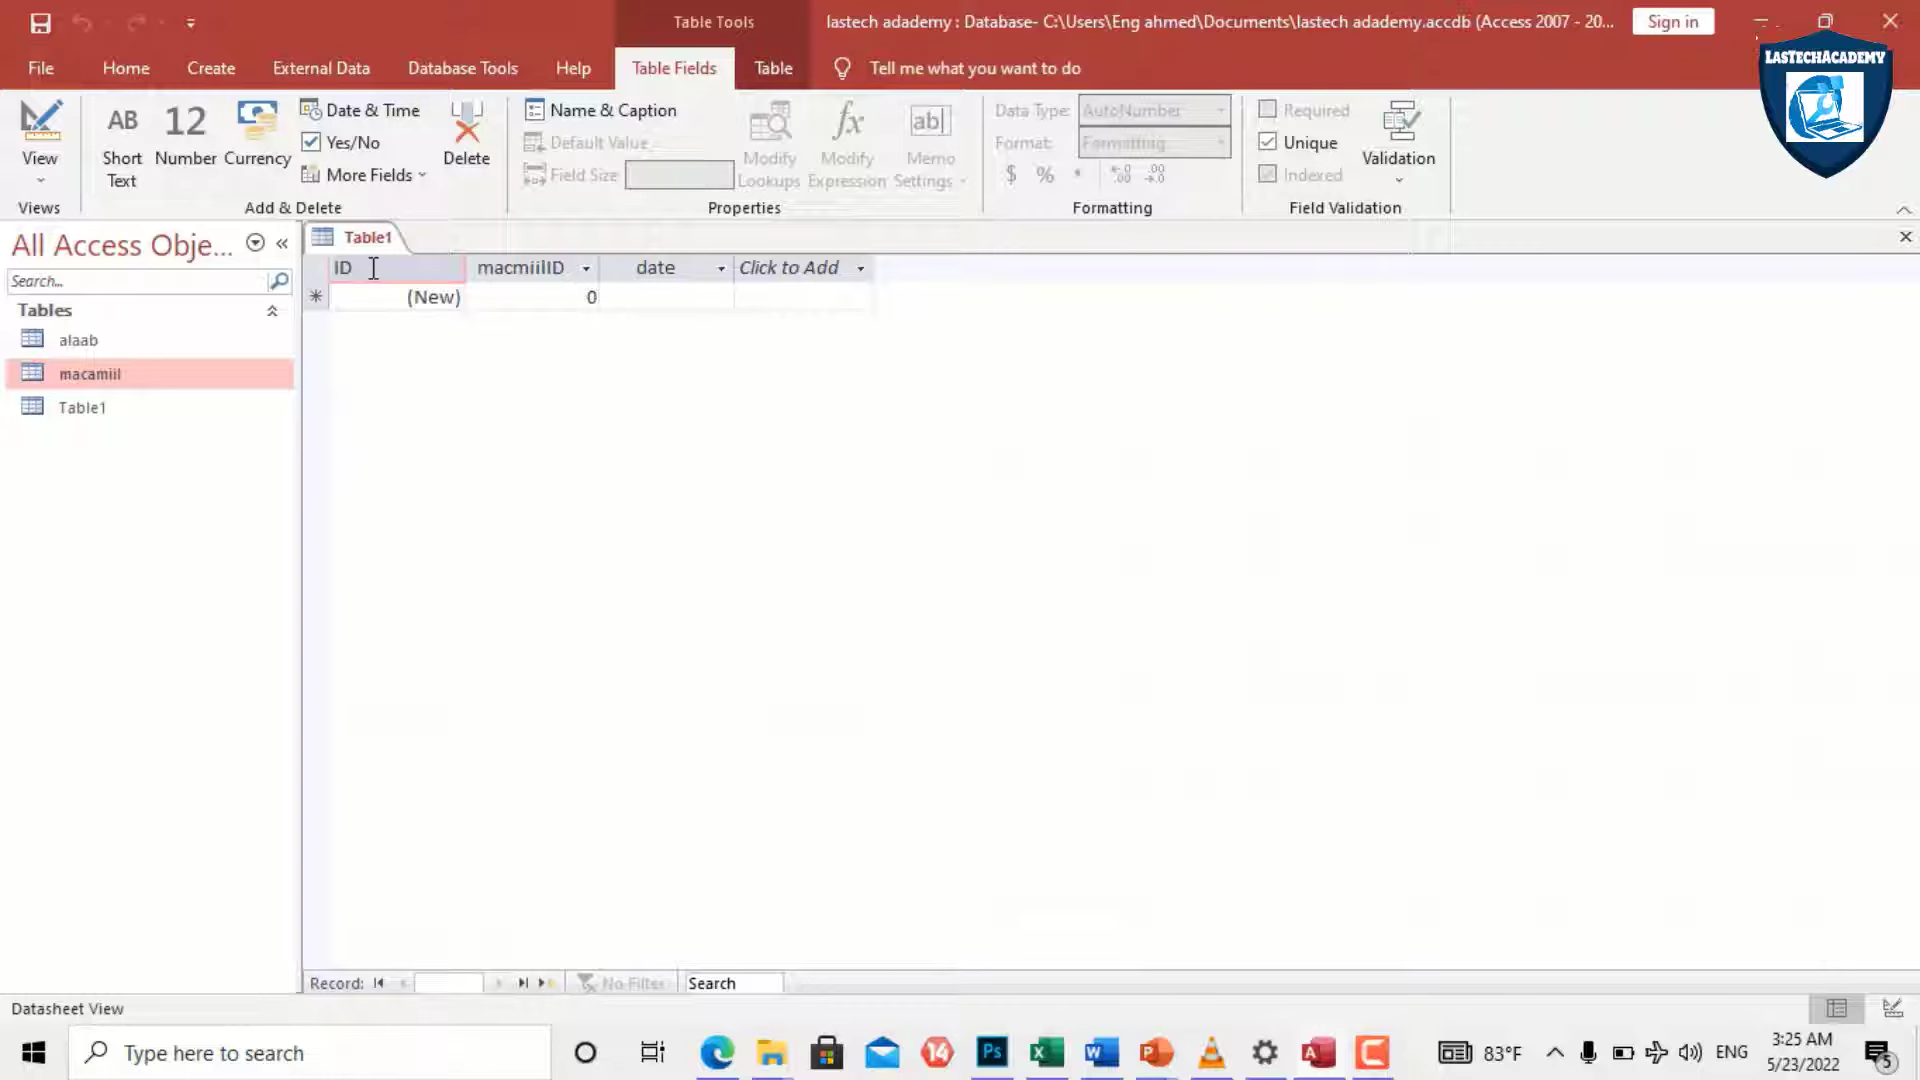 Table Tools
lastech adademy : Database- C:\Users\Eng ahmed\Documents\lastech adademy.accdb (Access 2007 - 20...
Sign in
File
Home
Create
External Data
Database Tools
Help
Table Fields
Table
Tell me what you want to do
LASTECHACADEMY
View
AB
Short
Text
12
Number
Currency
Date & Time
Yes/No
More Fields
Delete
Name & Caption
Default Value
Field Size
Modify
Lookups
fx
Modify
Expression
ab|
Memo
Settings
Data Type:
AutoNumber
Format:
Formatting
$ %
Required
Unique
Indexed
Validation
Views
Add & Delete
Properties
Formatting
Field Validation
All Access Obje...
Search...
Tables
alaab
macamiil
Table1
Table1
ID
macmiilID
date
Click to Add
(New)
0
Record:
No Filter
Search
Datasheet View
Type here to search
14
Ps
83°F
ENG
3:25 AM
5/23/2022
5